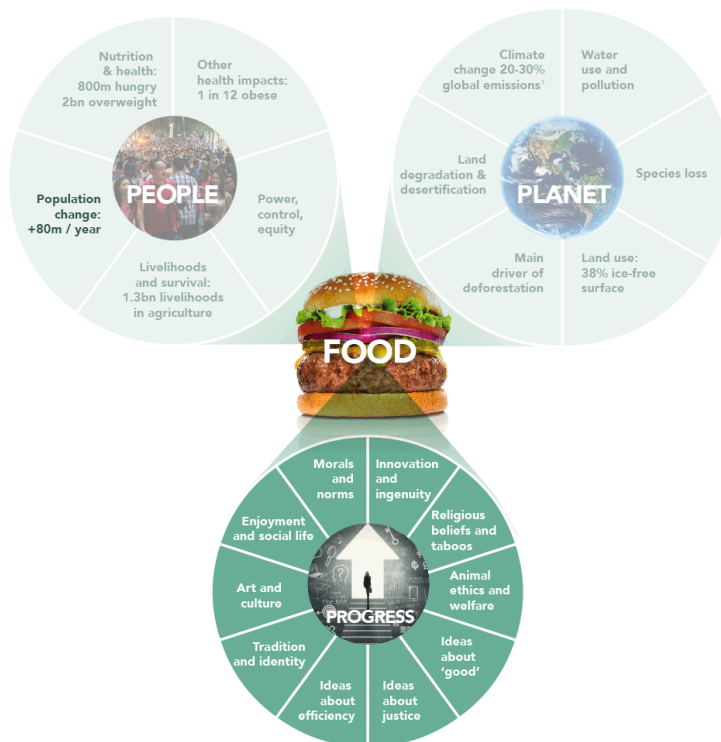 Nutrition
& health:
800m hungry
2bn overweight
Other
health impacts:
1 in 12 obese
Population
change:
+80m / year
PEOPLE
Power,
control,
equity
Livelihoods
and survival:
1.3bn livelihoods
in agriculture
Climate
change 20-30%
global emissions¹
Water
use and
pollution
Land
degradation &
desertification
PLANET
Species loss
Main
driver of
deforestation
Land use:
38% ice-free
surface
FOOD
Morals
and
norms
Innovation
and
ingenuity
Enjoyment
and social life
Religious
beliefs and
taboos
Art and
culture
PROGRESS
Animal
ethics and
welfare
Tradition
and identity
Ideas
about
'good'
Ideas
about
efficiency
Ideas
about
justice